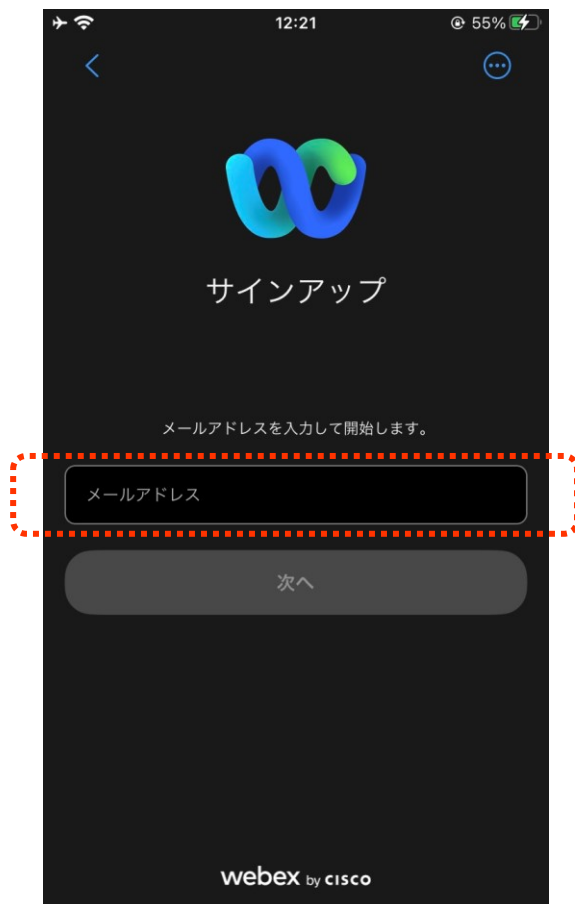 12:21
55%
サインアップ
メールアドレスを入力して開始します。
メールアドレス
次へ
webex by CISCO